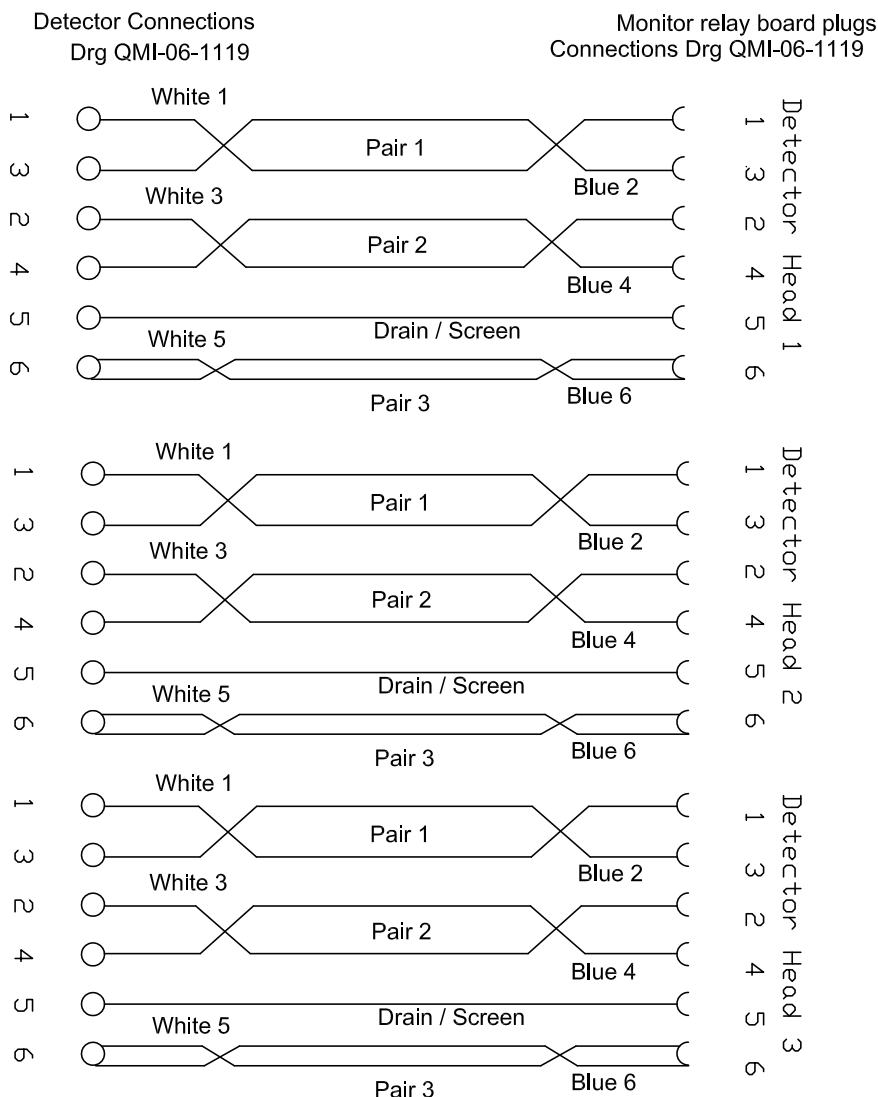 Detector Connections
Drg QMI-06-1119
Monitor relay board plugs
Connections Drg QMI-06-1119
White 1
1
1
Pair 1
3
3
Blue 2
White 3
2
2
Pair 2
4
4
Blue 4
5
5
Drain / Screen
White 5
6
6
Blue 6
Pair 3
Detector Head 1
White 1
1
1
Pair 1
3
3
Blue 2
White 3
2
2
Pair 2
4
4
Blue 4
5
5
Drain / Screen
White 5
6
6
Blue 6
Pair 3
Detector Head 2
White 1
1
1
Pair 1
3
3
Blue 2
White 3
2
2
Pair 2
4
4
Blue 4
5
5
Drain / Screen
White 5
6
6
Blue 6
Pair 3
Detector Head 3